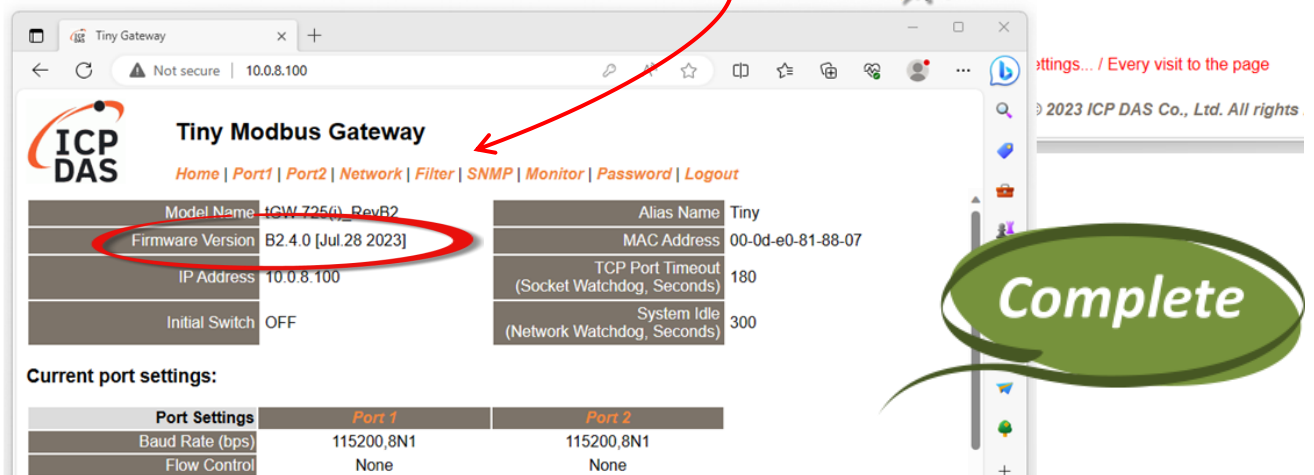 Tiny Gateway
Not secure | 10.0.8.100
ettings... / Every visit to the page
© 2023 ICP DAS Co., Ltd. All rights
ICP
DAS
Tiny Modbus Gateway
Home | Port1 | Port2 | Network | Filter | SNMP | Monitor | Password | Logout
Model Name tGW-725(i)_RevB2 Alias Name Tiny
Firmware Version B2.4.0 [Jul.28 2023] MAC Address 00-0d-e0-81-88-07
IP Address 10.0.8.100 TCP Port Timeout
(Socket Watchdog, Seconds) 180
Initial Switch OFF System Idle
(Network Watchdog, Seconds) 300
Complete
Current port settings:
Port Settings Port 1 Port 2
Baud Rate (bps) 115200,8N1 115200,8N1
Flow Control None None